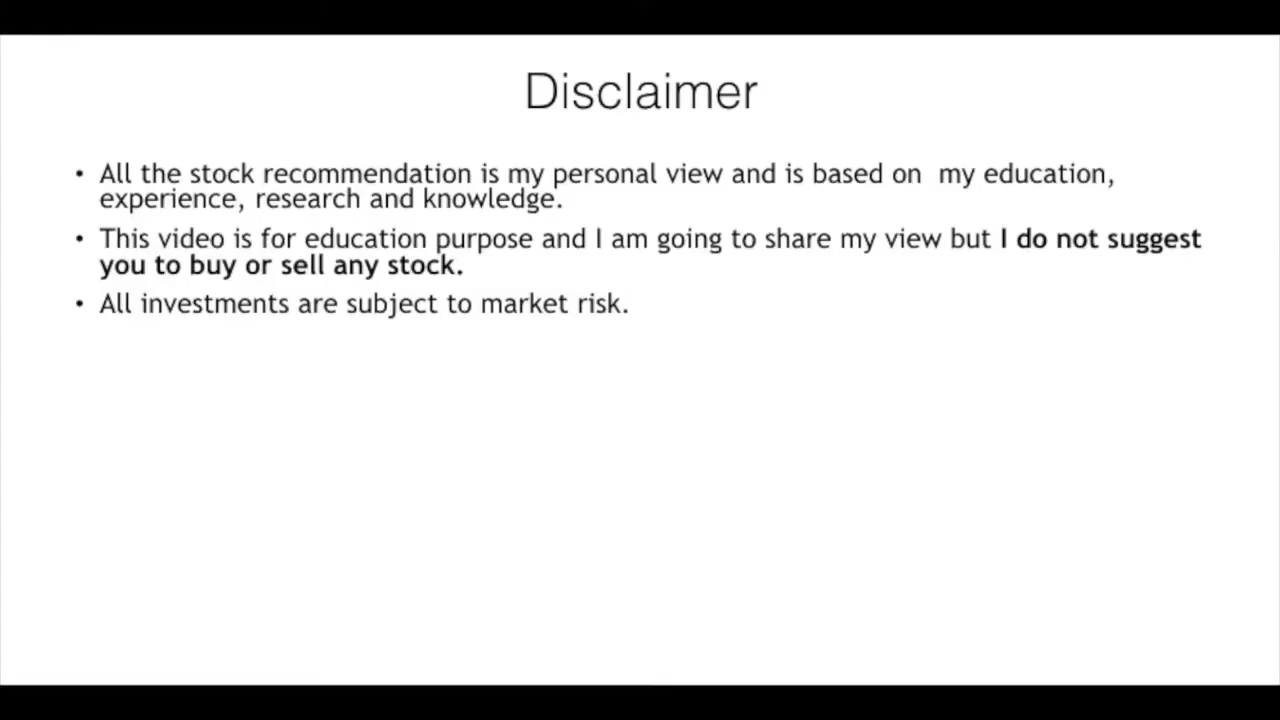 Disclaimer
• All the stock recommendation is my personal view and is based on  my education,
experience, research and knowledge.
• This video is for education purpose and I am going to share my view but I do not suggest
you to buy or sell any stock.
• All investments are subject to market risk.